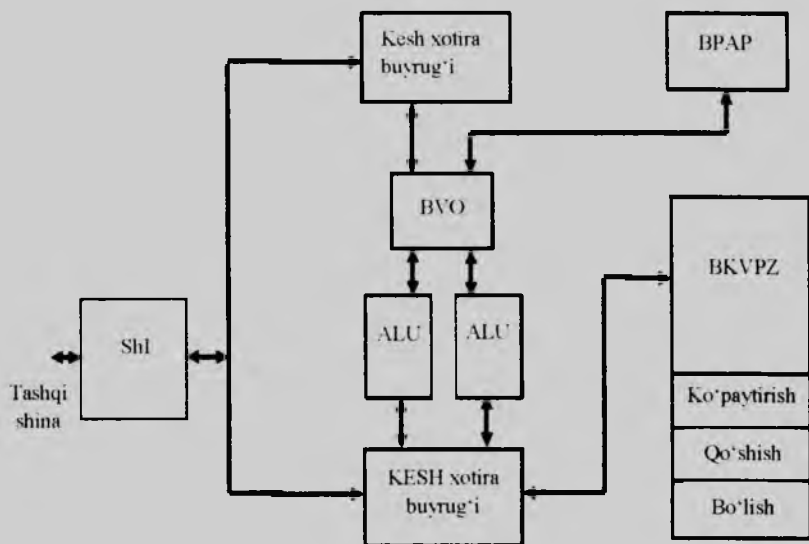 Kesh xotira
buyrug‘i
BPAP
BVO
BKVPZ
ALU
ALU
ShI
Tashqi
shina
Ko‘paytirish
Qo‘shish
Bo‘lish
KESH xotira
buyrug‘i